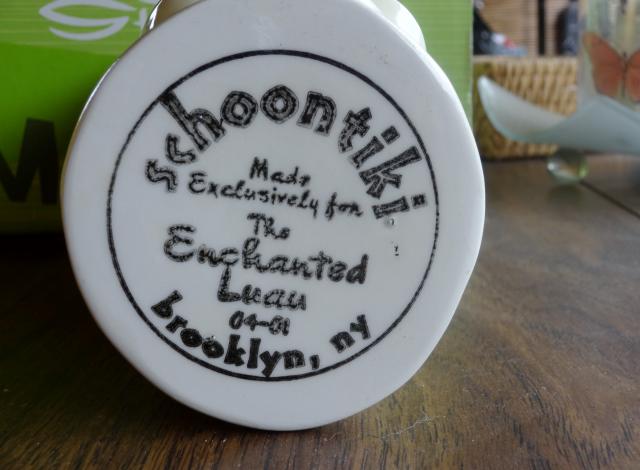 schoontiki
Made
Exclusively for
The
Enchanted
Luau
04-01
brooklyn, ny
M